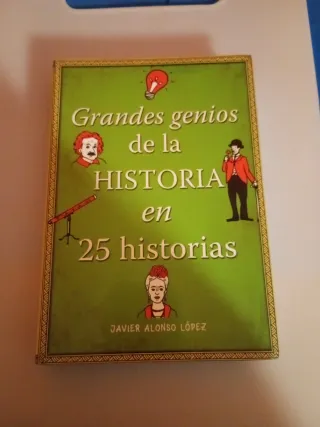 Grandes genios
de la
HISTORIA
en
25 historias
JAVIER ALONSO LÓPEZ